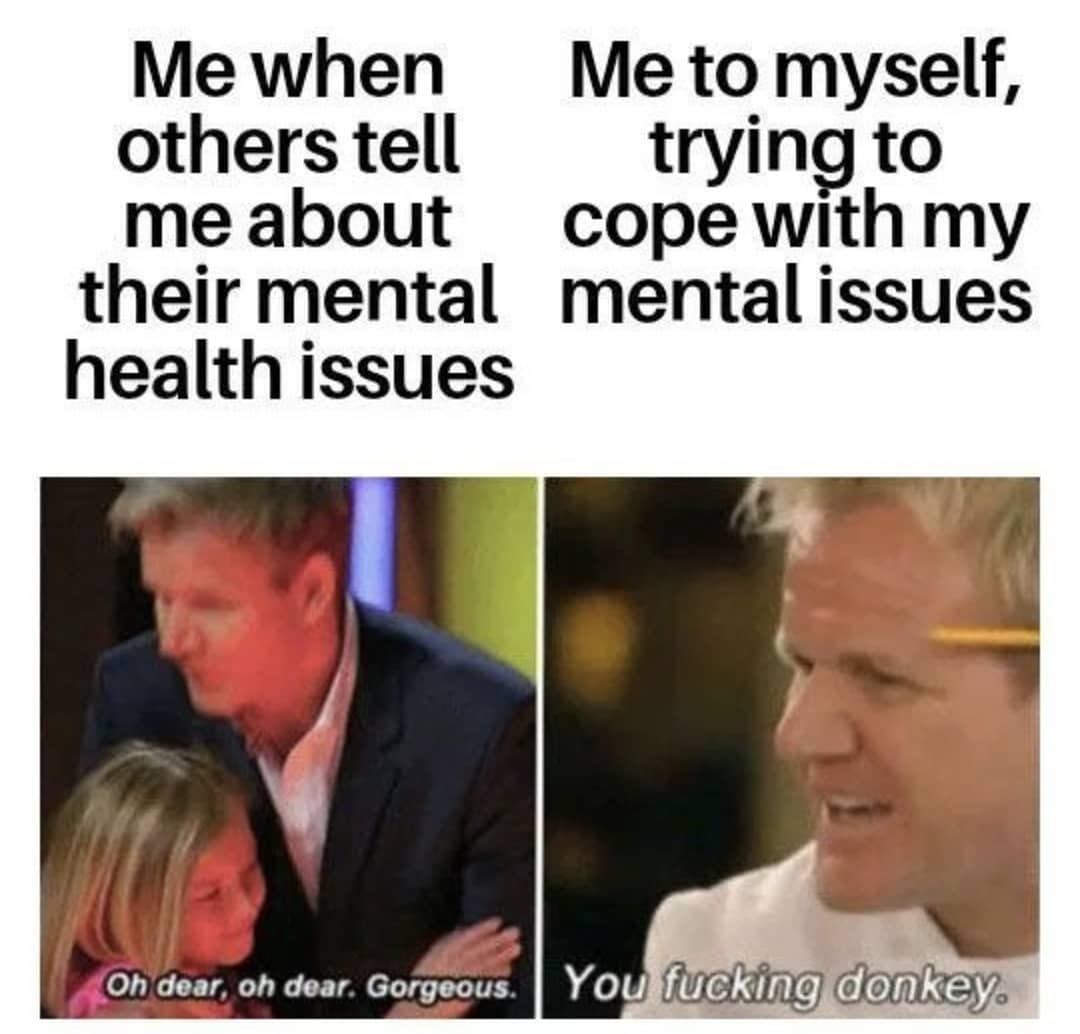 Me when
others tell
me about
their mental
health issues
Me to myself,
trying to
cope with my
mental issues
Oh dear, oh dear. Gorgeous.
You fucking donkey.